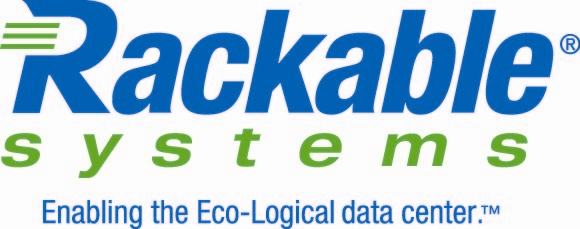 Rackable®
systems
Enabling the Eco-Logical data center.™